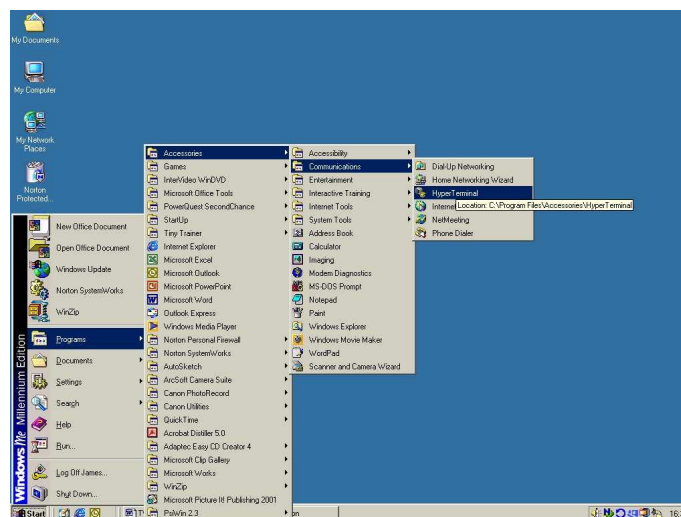 My Documents
My Computer
My Network
Places
Norton
Protected...
New Office Document
Open Office Document
Windows Update
Norton SystemWorks
WinZip
Programs
Documents
Settings
Search
Help
Run...
Log Off James...
Shut Down...
Windows Me Millennium Edition
Accessories
Games
InterVideo WinDVD
Microsoft Office Tools
PowerQuest SecondChance
StartUp
Tiny Trainer
Internet Explorer
Microsoft Excel
Microsoft Outlook
Microsoft PowerPoint
Microsoft Word
Outlook Express
Windows Media Player
Norton Personal Firewall
Norton SystemWorks
AutoSketch
ArcSoft Camera Suite
Canon PhotoRecord
Canon Utilities
QuickTime
Acrobat Distiller 5.0
Adaptec Easy CD Creator 4
Microsoft Clip Gallery
Microsoft Works
WinZip
Microsoft Picture It! Publishing 2001
PsiWin 2.3
Accessibility
Communications
Entertainment
Interactive Training
Internet Tools
System Tools
Address Book
Calculator
Imaging
Modem Diagnostics
MS-DOS Prompt
Notepad
Paint
Windows Explorer
Windows Movie Maker
WordPad
Scanner and Camera Wizard
Dial-Up Networking
Home Networking Wizard
HyperTerminal
Interne
Location: C:\Program Files\Accessories\HyperTerminal
NetMeeting
Phone Dialer
Start